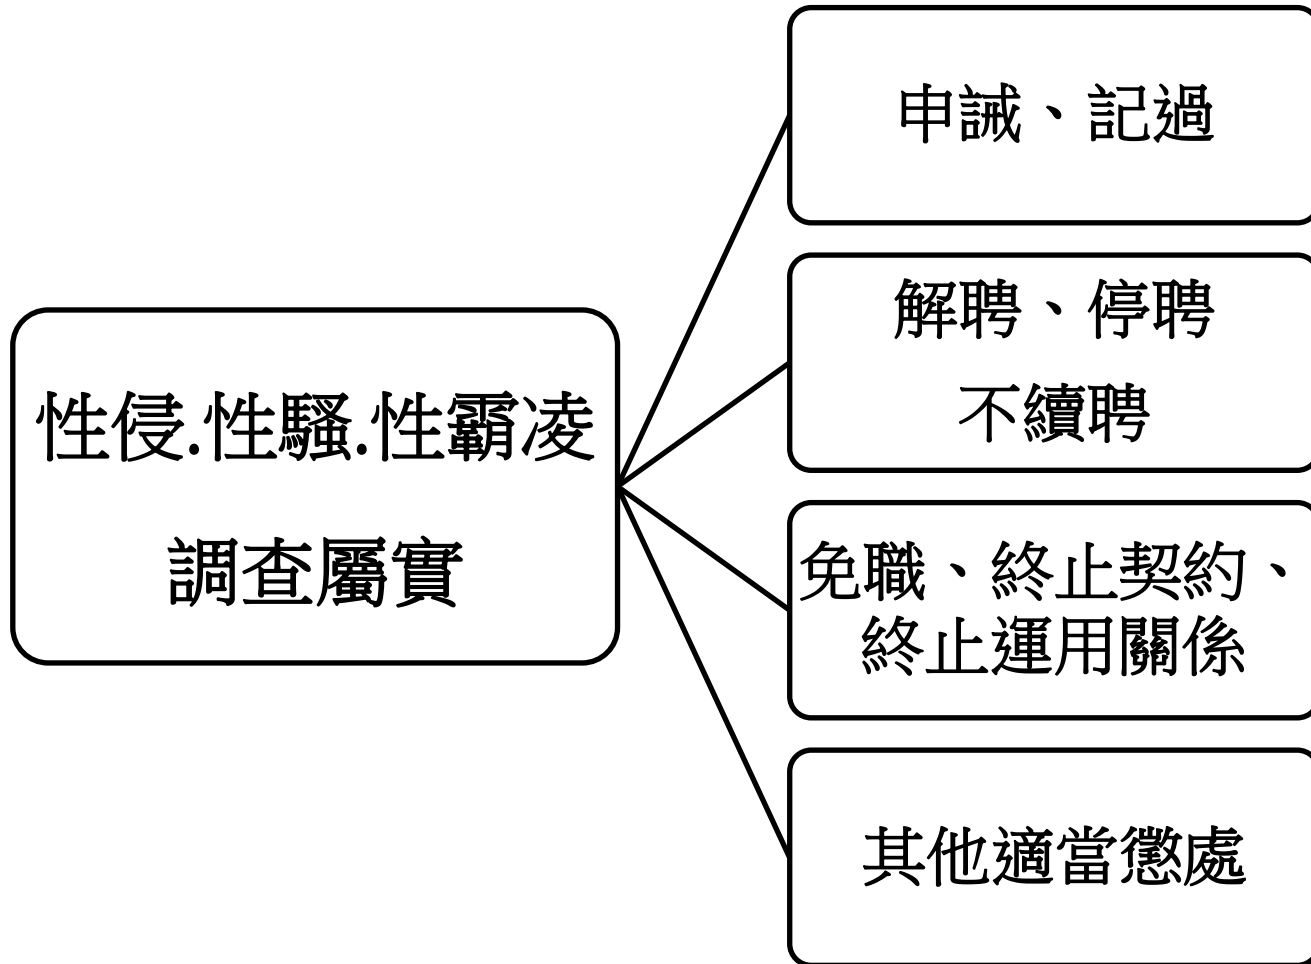 性侵.性騷.性霸凌
調查屬實
申誡、記過
解聘、停聘
不續聘
免職、終止契約、
終止運用關係
其他適當懲處